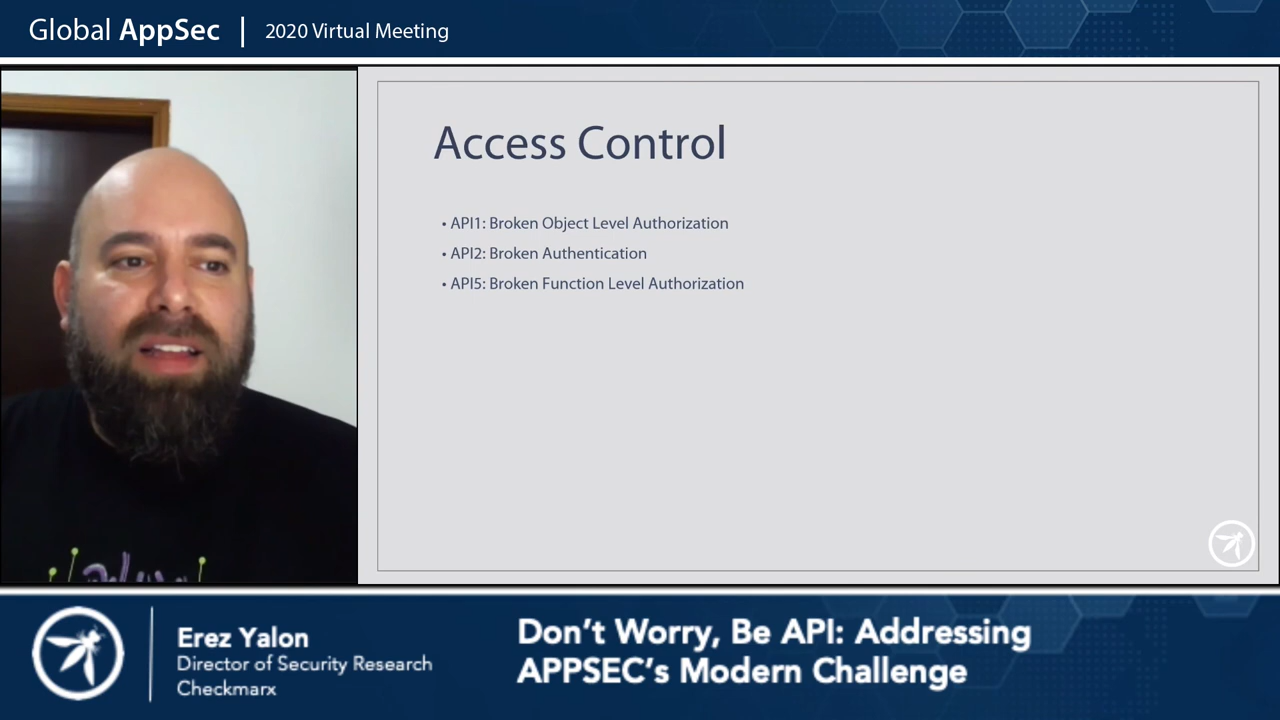 Global AppSec | 2020 Virtual Meeting
Access Control
• API1: Broken Object Level Authorization
• API2: Broken Authentication
• API5: Broken Function Level Authorization
Erez Yalon
Director of Security Research
Checkmarx
Don't Worry, Be API: Addressing
APPSEC's Modern Challenge